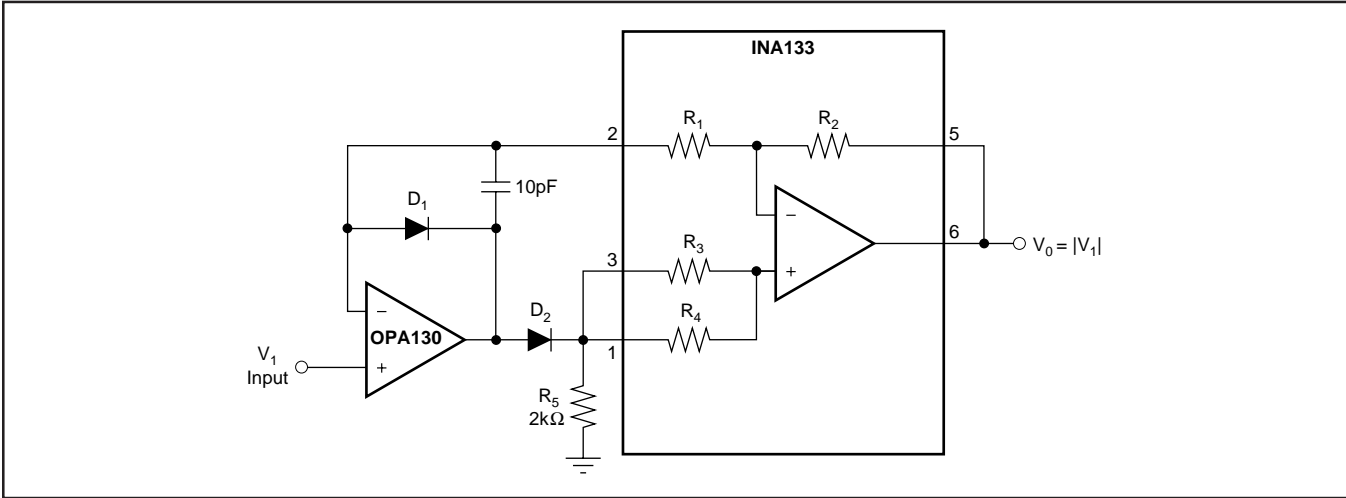 INA133
R₁
R₂
2
5
10pF
D₁
−
6
V₀ = |V₁|
R₃
3
+
D₂
R₄
−
OPA130
1
V₁
Input
+
R₅
2kΩ